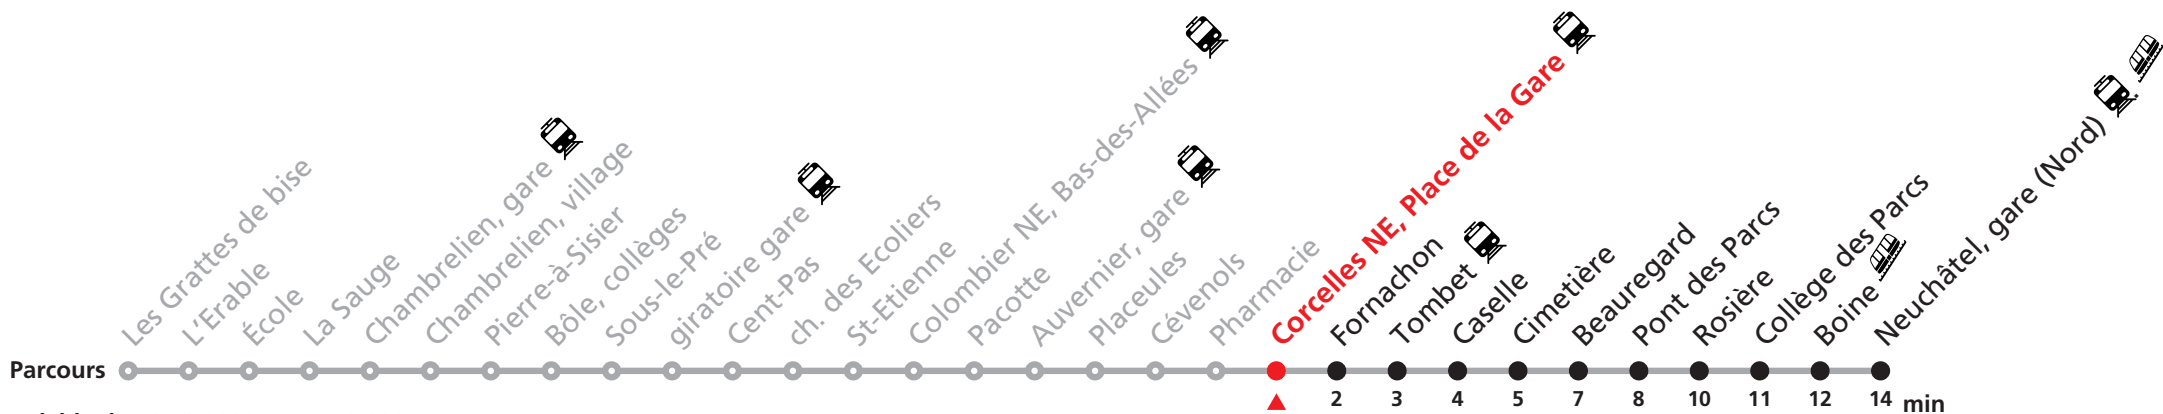 Les Grattes de bise
L'Erable
École
La Sauge
Chambrelien, gare
Chambrelien, village
Pierre-à-Sisier
Bôle, collèges
Sous-le-Pré
giratoire gare
Cent-Pas
ch. des Ecoliers
St-Etienne
Colombier NE, Bas-des-Allées
Pacotte
Auvernier, gare
Placeules
Cévenols
Pharmacie
Corcelles NE, Place de la Gare
Fornachon
Tombet
Caselle
Cimetière
Beauregard
Pont des Parcs
Rosière
Collège des Parcs
Boine
Neuchâtel, gare (Nord)
Parcours
2 3 4 5 7 8 10 11 12 14 min